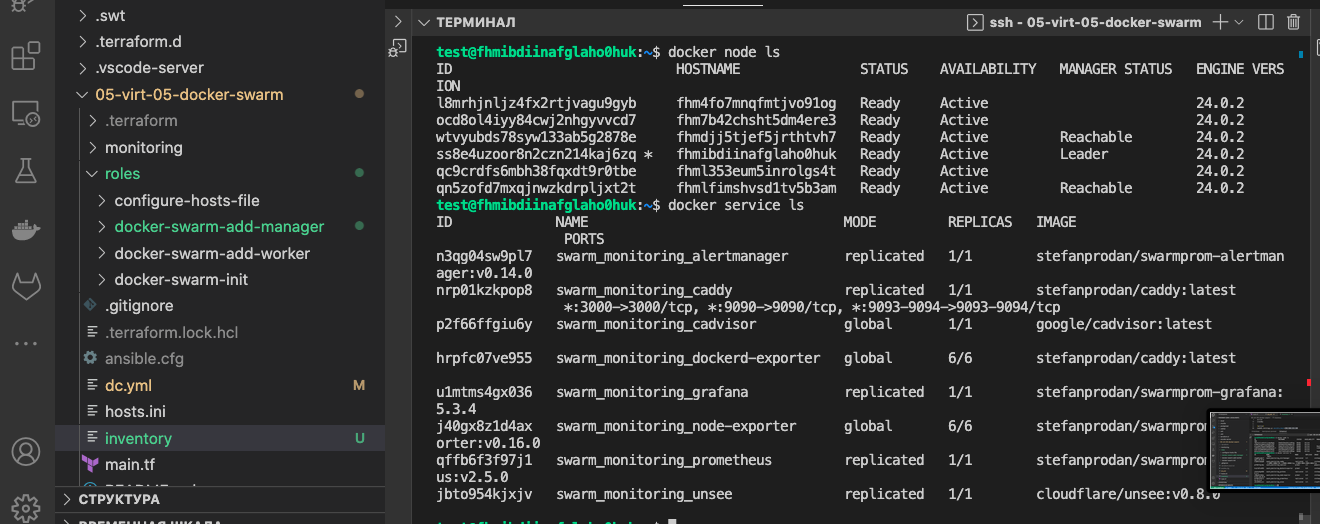 .swt
.terraform.d
.vscode-server
05-virt-05-docker-swarm
.terraform
monitoring
roles
configure-hosts-file
docker-swarm-add-manager
docker-swarm-add-worker
docker-swarm-init
.gitignore
.terraform.lock.hcl
ansible.cfg
dc.yml M
hosts.ini
inventory U
main.tf
СТРУКТУРА
ТЕРМИНАЛ ssh - 05-virt-05-docker-swarm
test@fhmibdiinafglaho0huk:~$ docker node ls
ID HOSTNAME STATUS AVAILABILITY MANAGER STATUS ENGINE VERS
ION
l8mrhjnljz4fx2rtjvagu9gyb fhm4fo7mnqfmtjvo91og Ready Active 24.0.2
ocd8ol4iyy84cwj2nhgyvvcd7 fhm7b42chsht5dm4ere3 Ready Active 24.0.2
wtvyubds78syw133ab5g2878e fhmdjj5tjef5jrthtvh7 Ready Active Reachable 24.0.2
ss8e4uzoor8n2czn214kaj6zq * fhmibdiinafglaho0huk Ready Active Leader 24.0.2
qc9crdfs6mbh38fqxdt9r0tbe fhml353eum5inrolgs4t Ready Active 24.0.2
qn5zofd7mxqjnwzkdrpljxt2t fhmlfimshvsd1tv5b3am Ready Active Reachable 24.0.2
test@fhmibdiinafglaho0huk:~$ docker service ls
ID NAME MODE REPLICAS IMAGE
PORTS
n3qg04sw9pl7 swarm_monitoring_alertmanager replicated 1/1 stefanprodan/swarmprom-alertman
ager:v0.14.0
nrp01kzkpop8 swarm_monitoring_caddy replicated 1/1 stefanprodan/caddy:latest
*:3000->3000/tcp, *:9090->9090/tcp, *:9093-9094->9093-9094/tcp
p2f66ffgiu6y swarm_monitoring_cadvisor global 1/1 google/cadvisor:latest
hrpfc07ve955 swarm_monitoring_dockerd-exporter global 6/6 stefanprodan/caddy:latest
u1mtms4gx036 swarm_monitoring_grafana replicated 1/1 stefanprodan/swarmprom-grafana:
5.3.4
j40gx8z1d4ax swarm_monitoring_node-exporter global 6/6 stefanprodan/swarmpro
orter:v0.16.0
qffb6f3f97j1 swarm_monitoring_prometheus replicated 1/1 stefanprodan/swarmpro
us:v2.5.0
jbto954kjxjv swarm_monitoring_unsee replicated 1/1 cloudflare/unsee:v0.8.0